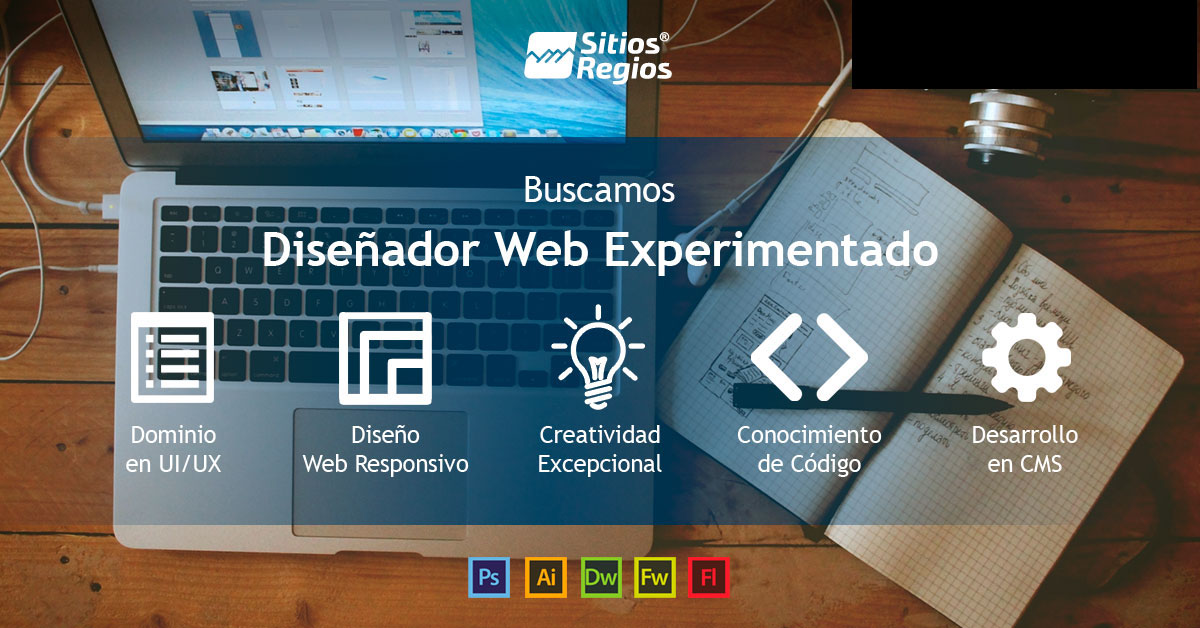 Sitios®
Regios
Buscamos
Diseñador Web Experimentado
Dominio
en UI/UX
Diseño
Web Responsivo
Creatividad
Excepcional
Conocimiento
de Código
Desarrollo
en CMS
Ps Ai Dw Fw Fl